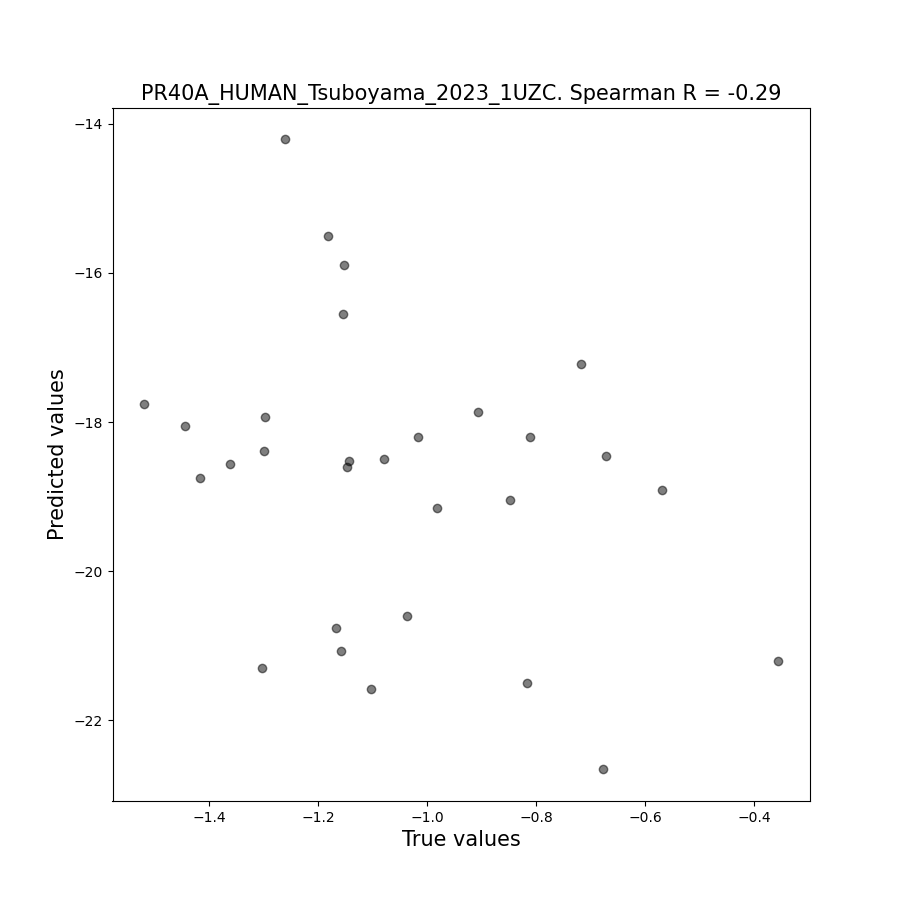 PR40A_HUMAN_Tsuboyama_2023_1UZC. Spearman R = -0.29
−14
−16
−18
−20
−22
Predicted values
−1.4 −1.2 −1.0 −0.8 −0.6 −0.4
True values